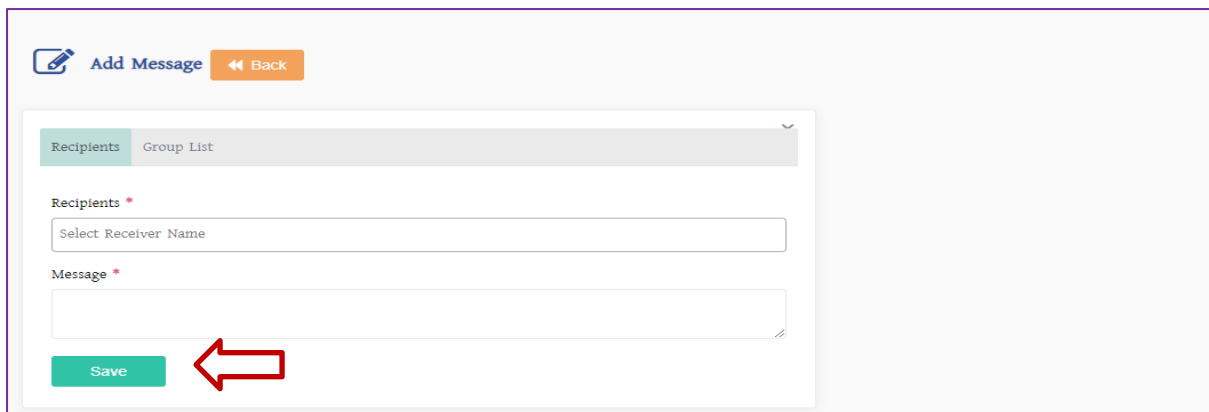 Add Message Back
Recipients Group List
Recipients *
Select Receiver Name
Message *
Save